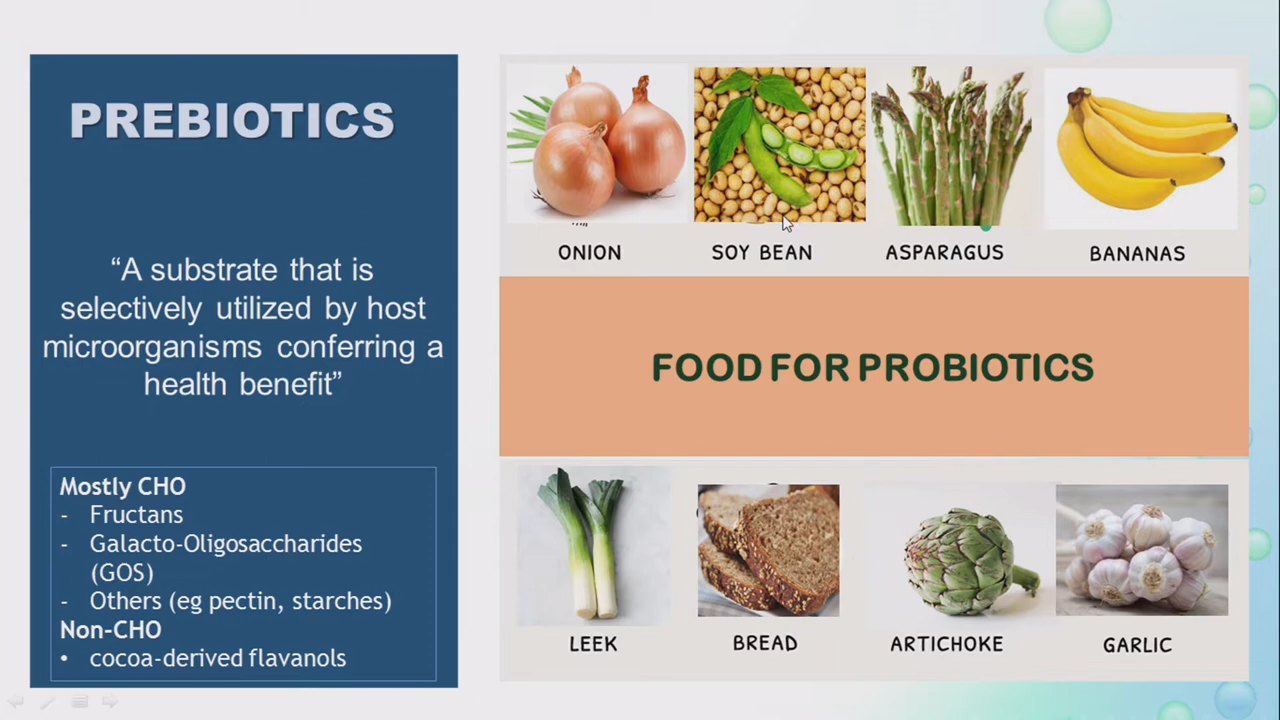 PREBIOTICS
“A substrate that is
selectively utilized by host
microorganisms conferring a
health benefit”
Mostly CHO
- Fructans
- Galacto-Oligosaccharides
(GOS)
- Others (eg pectin, starches)
Non-CHO
• cocoa-derived flavanols
ONION
SOY BEAN
ASPARAGUS
BANANAS
FOOD FOR PROBIOTICS
LEEK
BREAD
ARTICHOKE
GARLIC